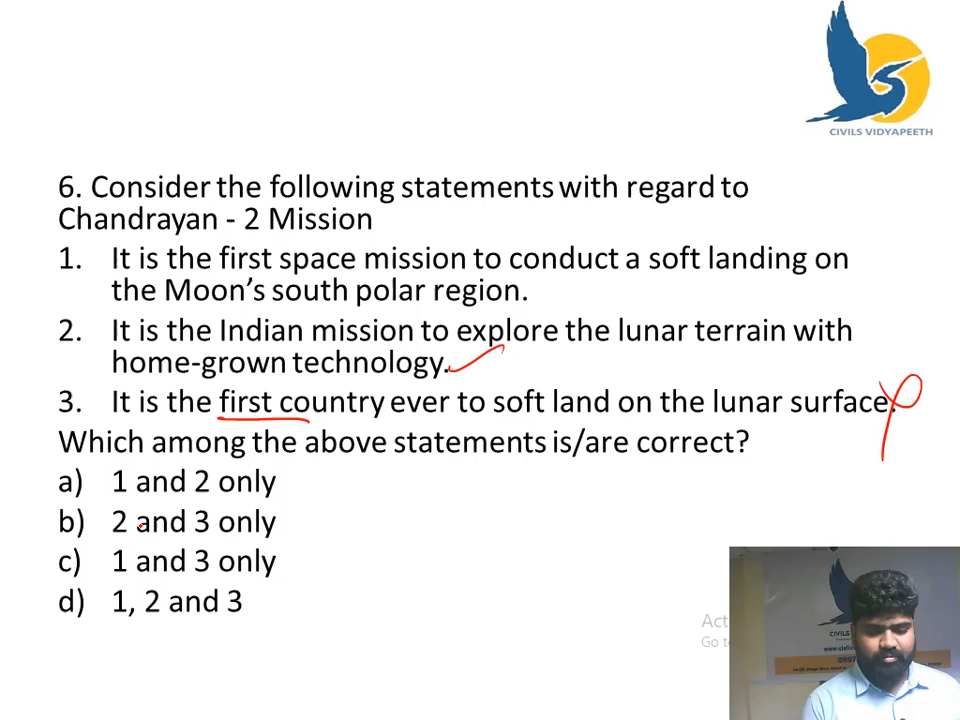 CIVILS VIDYAPEETH
6. Consider the following statements with regard to
Chandrayan - 2 Mission
1. It is the first space mission to conduct a soft landing on
the Moon's south polar region.
2. It is the Indian mission to explore the lunar terrain with
home-grown technology.
3. It is the first country ever to soft land on the lunar surface.
Which among the above statements is/are correct?
a) 1 and 2 only
b) 2 and 3 only
c) 1 and 3 only
d) 1, 2 and 3
Act
Go to